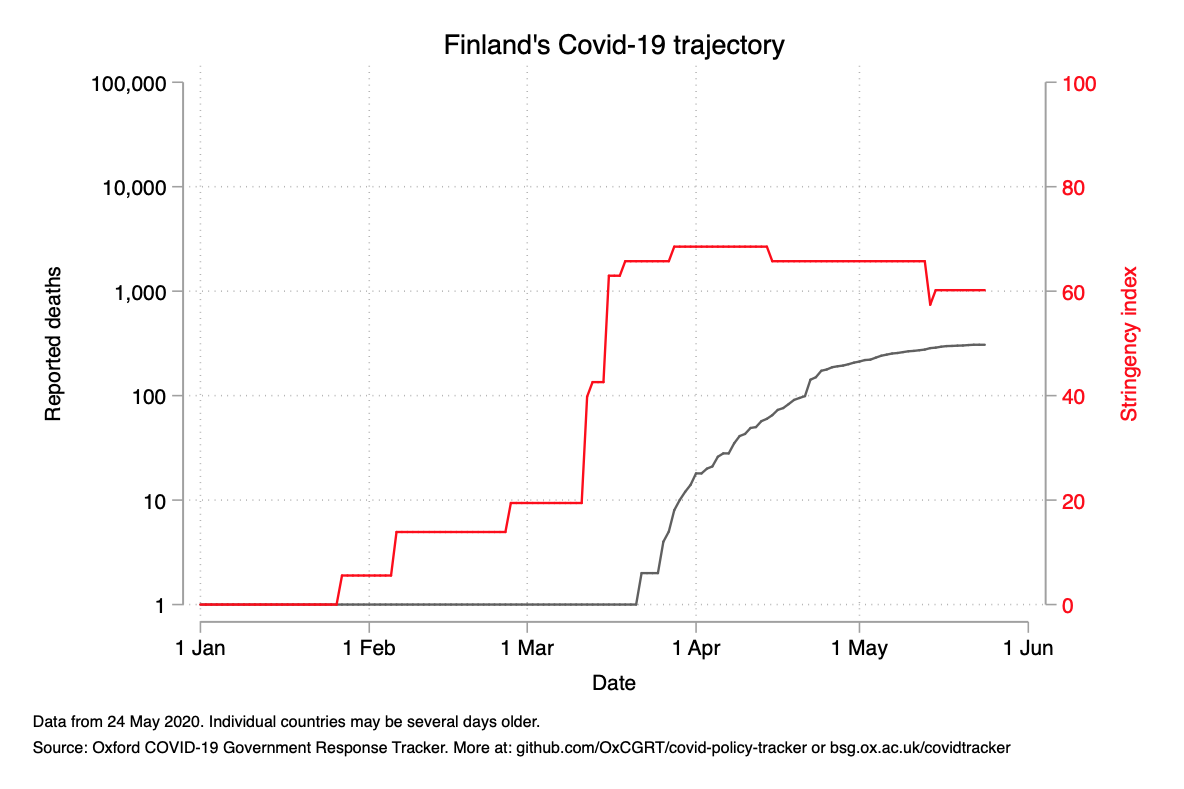 Finland's Covid-19 trajectory
100,000
10,000
1,000
100
10
1
Reported deaths
100
80
60
40
20
0
Stringency index
1 Jan 1 Feb 1 Mar 1 Apr 1 May 1 Jun
Date
Data from 24 May 2020. Individual countries may be several days older.
Source: Oxford COVID-19 Government Response Tracker. More at: github.com/OxCGRT/covid-policy-tracker or bsg.ox.ac.uk/covidtracker